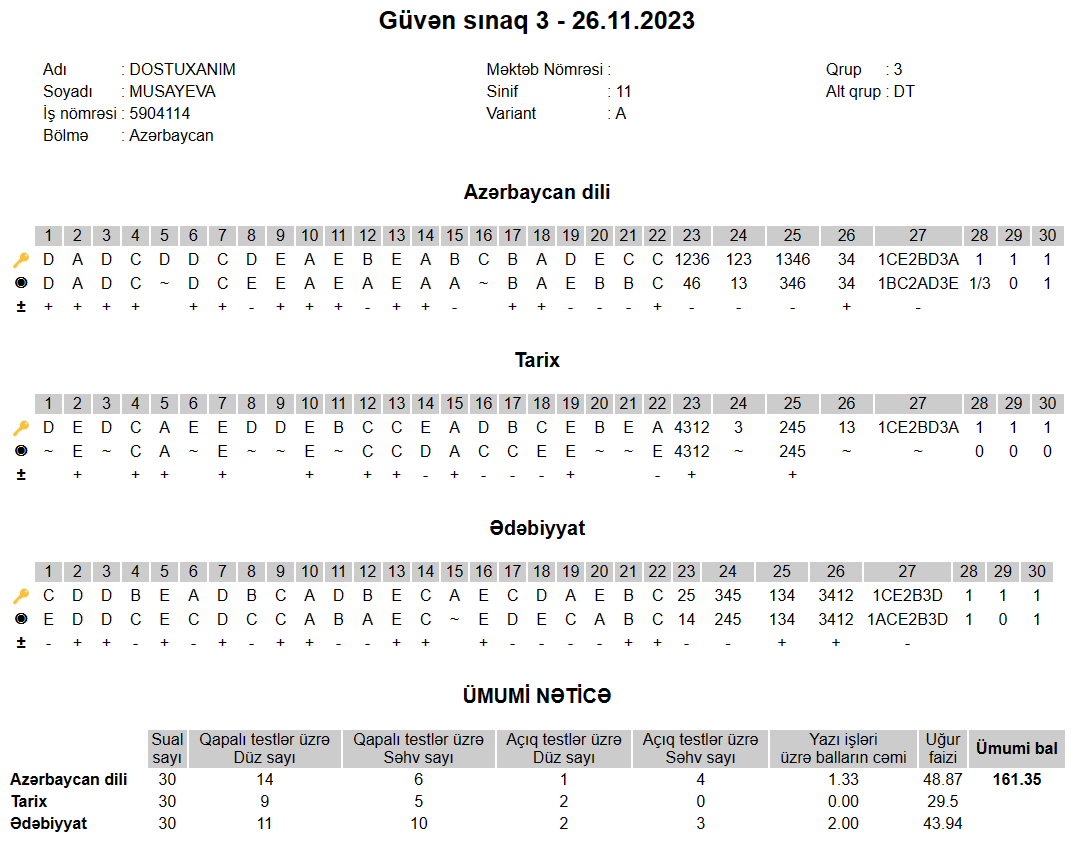 Güvən sınaq 3 - 26.11.2023
Adı : DOSTUXANIM Məktəb Nömrəsi : Qrup : 3
Soyadı : MUSAYEVA Sinif : 11 Alt qrup : DT
İş nömrəsi : 5904114 Variant : A
Bölmə : Azərbaycan
Azərbaycan dili
1 2 3 4 5 6 7 8 9 10 11 12 13 14 15 16 17 18 19 20 21 22 23 24 25 26 27 28 29 30
D A D C D D C D E A E B E A B C B A D E C C 1236 123 1346 34 1CE2BD3A 1 1 1
D A D C ~ D C E E A E A E A A ~ B A E B B C 46 13 346 34 1BC2AD3E 1/3 0 1
± + + + + + + - + + + - + + - + + - - - + - - - + -
Tarix
1 2 3 4 5 6 7 8 9 10 11 12 13 14 15 16 17 18 19 20 21 22 23 24 25 26 27 28 29 30
D E D C A E E D D E B C C E A D B C E B E A 4312 3 245 13 1CE2BD3A 1 1 1
~ E ~ C A ~ E ~ ~ E ~ C C D A C C E E ~ ~ E 4312 ~ 245 ~ ~ 0 0 0
± + + + + + + + - + - - - + - + +
Ədəbiyyat
1 2 3 4 5 6 7 8 9 10 11 12 13 14 15 16 17 18 19 20 21 22 23 24 25 26 27 28 29 30
C D D B E A D B C A D B E C A E C D A E B C 25 345 134 3412 1CE2B3D 1 1 1
E D D C E C D C C A B A E C ~ E D E C A B C 14 245 134 3412 1ACE2B3D 1 0 1
± - + + - + - + - + + - - + + + - - - - + + - - + + -
ÜMUMİ NƏTİCƏ
Sual sayı Qapalı testlər üzrə Düz sayı Qapalı testlər üzrə Səhv sayı Açıq testlər üzrə Düz sayı Açıq testlər üzrə Səhv sayı Yazı işləri üzrə balların cəmi Uğur faizi Ümumi bal
Azərbaycan dili 30 14 6 1 4 1.33 48.87 161.35
Tarix 30 9 5 2 0 0.00 29.5
Ədəbiyyat 30 11 10 2 3 2.00 43.94